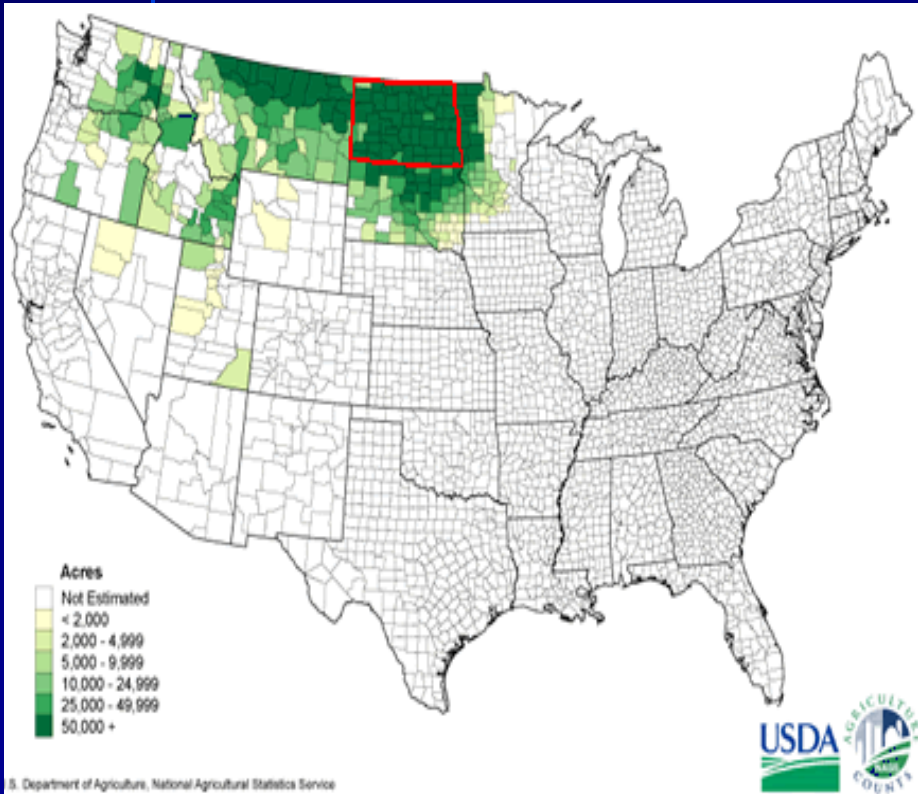 Acres
Not Estimated
< 2,000
2,000 - 4,999
5,000 - 9,999
10,000 - 24,999
25,000 - 49,999
50,000 +
.S. Department of Agriculture, National Agricultural Statistics Service
USDA
AGRICULTURE
COUNTS